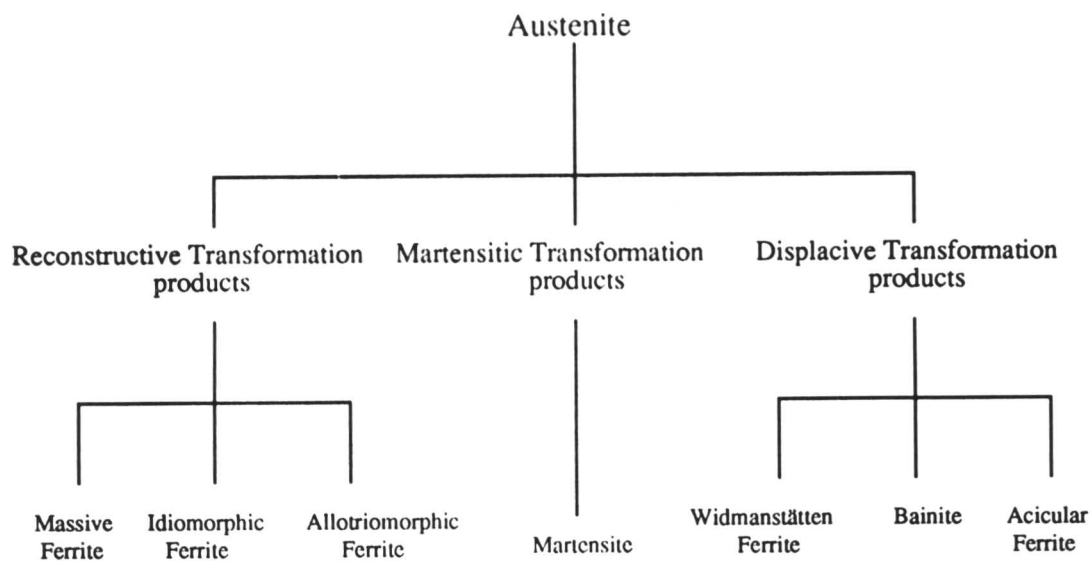 Austenite
Reconstructive Transformation
products
Martensitic Transformation
products
Displacive Transformation
products
Massive
Ferrite
Idiomorphic
Ferrite
Allotriomorphic
Ferrite
Martensite
Widmanstätten
Ferrite
Bainite
Acicular
Ferrite